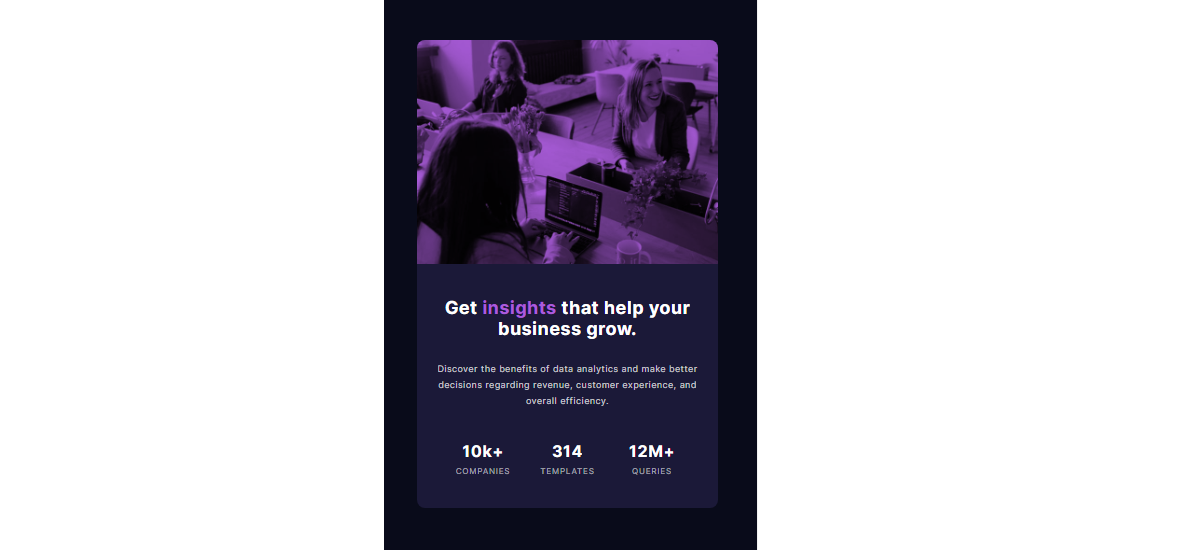 Get insights that help your
business grow.
Discover the benefits of data analytics and make better
decisions regarding revenue, customer experience, and
overall efficiency.
10k+ 314 12M+
COMPANIES TEMPLATES QUERIES